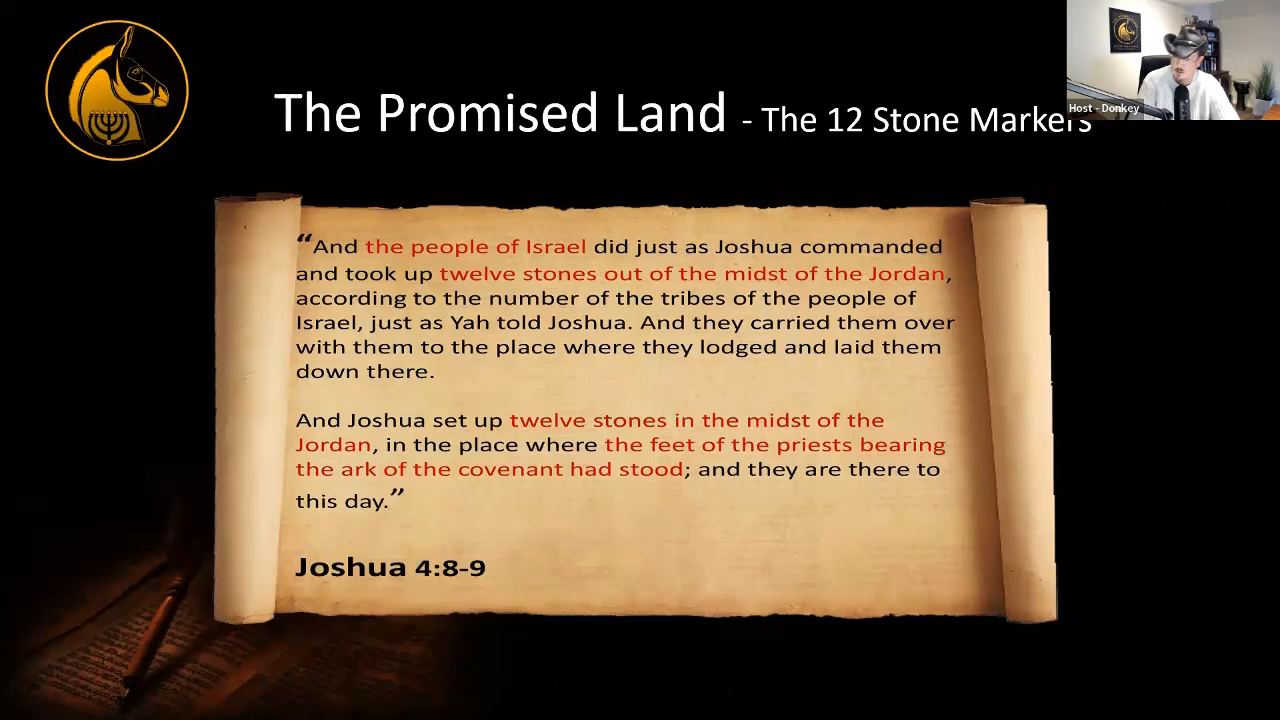 The Promised Land - The 12 Stone Markers
Host - Donkey
“And the people of Israel did just as Joshua commanded
and took up twelve stones out of the midst of the Jordan,
according to the number of the tribes of the people of
Israel, just as Yah told Joshua. And they carried them over
with them to the place where they lodged and laid them
down there.
And Joshua set up twelve stones in the midst of the
Jordan, in the place where the feet of the priests bearing
the ark of the covenant had stood; and they are there to
this day.”
Joshua 4:8-9